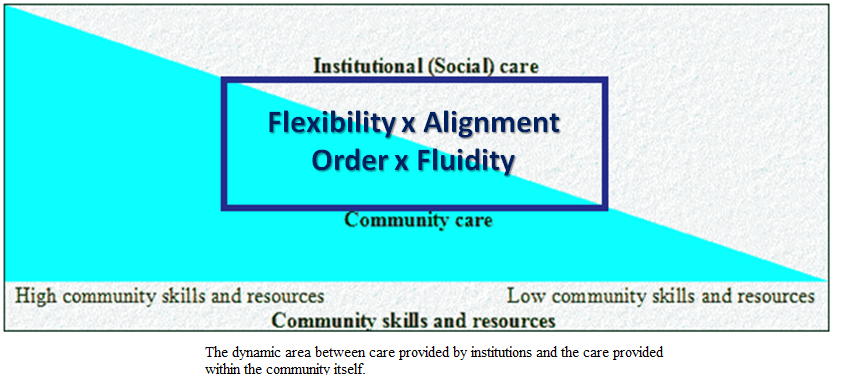 Institutional (Social) care
Flexibility x Alignment
Order x Fluidity
Community care
High community skills and resources
Low community skills and resources
Community skills and resources
The dynamic area between care provided by institutions and the care provided
within the community itself.